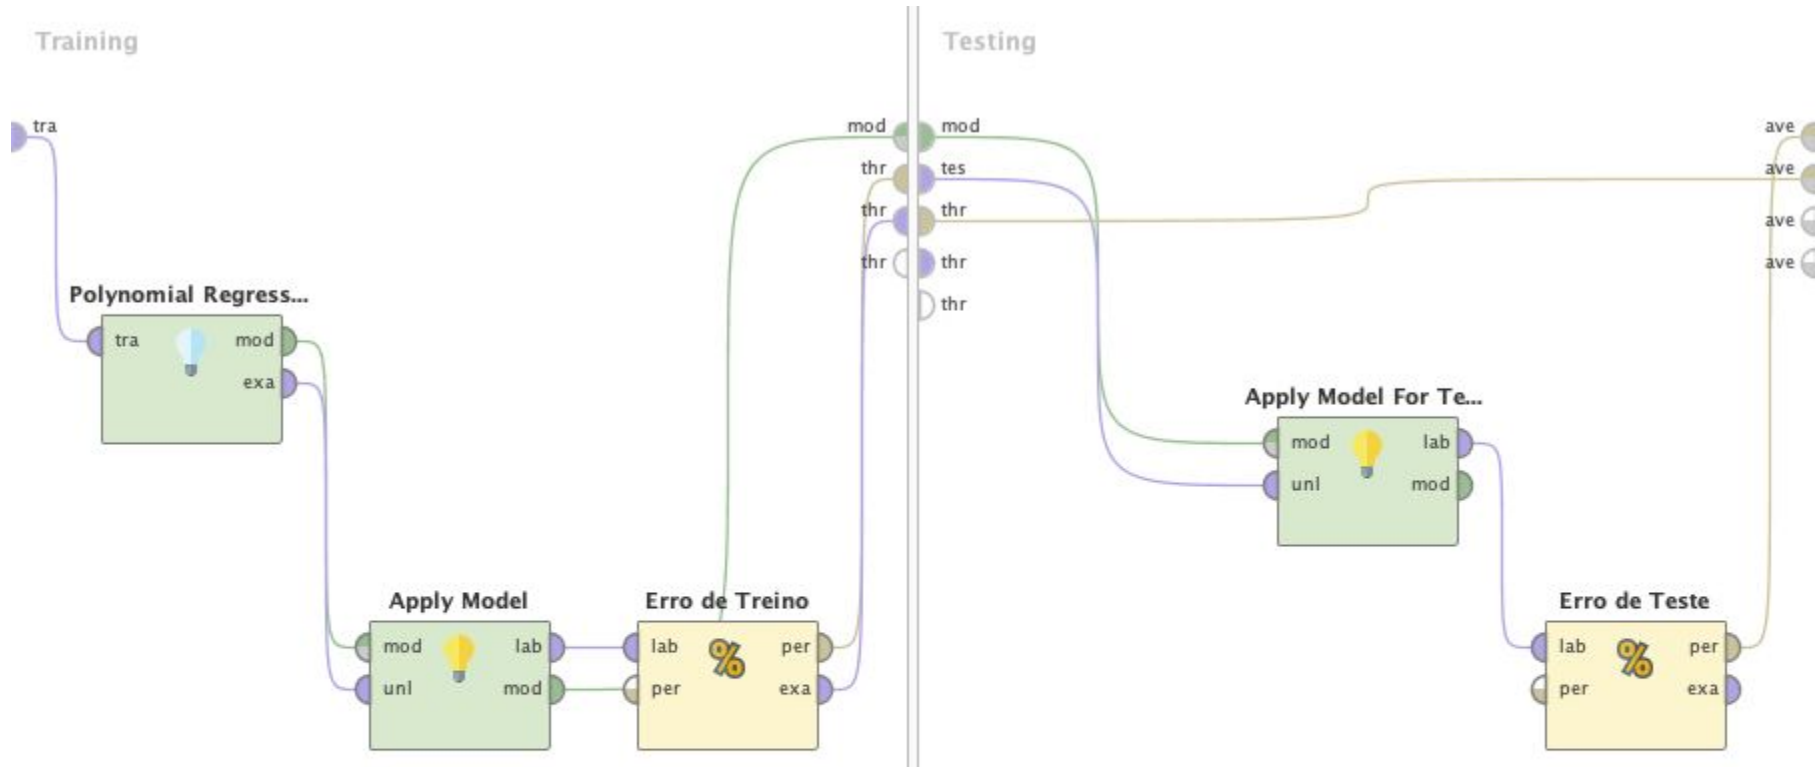 Training
tra
Polynomial Regress...
tra
mod
exa
Apply Model
mod
lab
unl
mod
Erro de Treino
lab
per
per
exa
mod
thr
thr
thr
Testing
mod
tes
thr
thr
thr
Apply Model For Te...
mod
lab
unl
mod
Erro de Teste
lab
per
per
exa
ave
ave
ave
ave